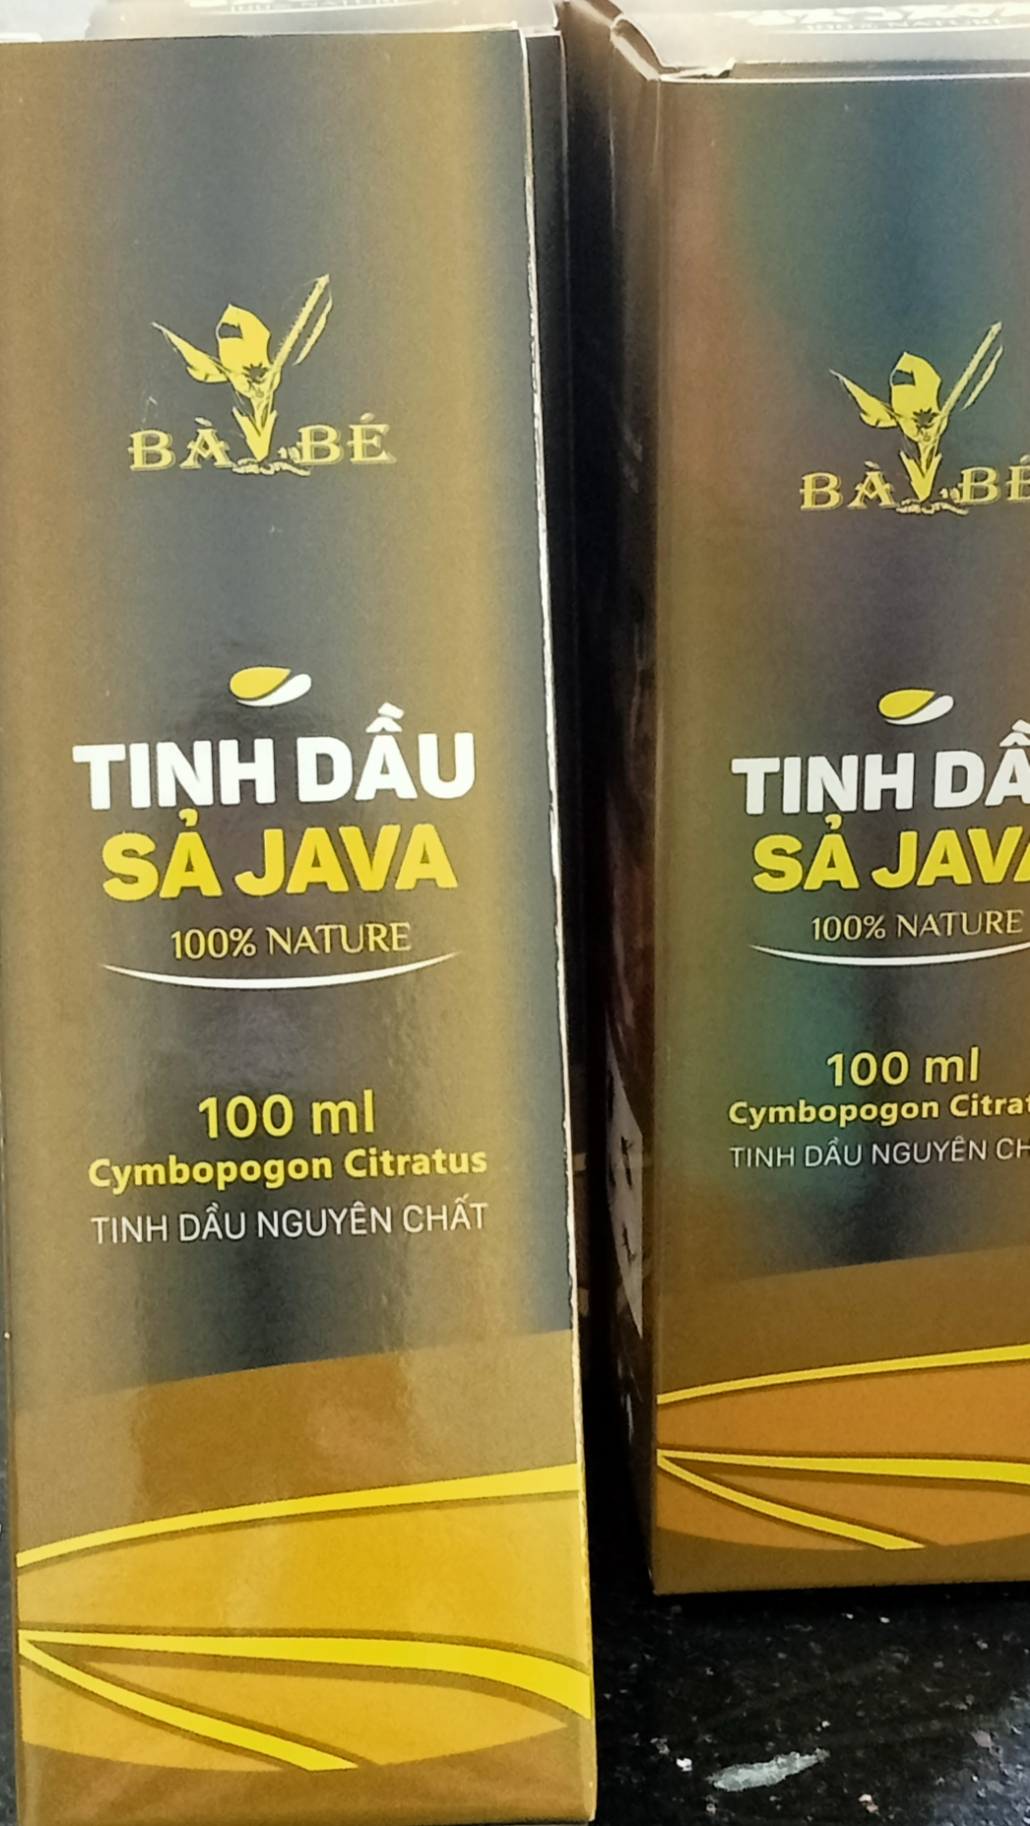 BÀ BÉ
TINH DẦU
SẢ JAVA
100% NATURE
100 ml
Cymbopogon Citratus
TINH DẦU NGUYÊN CHẤT
BÀ BÉ
TINH DẦ
SẢ JAVA
100% NATURE
100 ml
Cymbopogon Citrat
TINH DẦU NGUYÊN CH